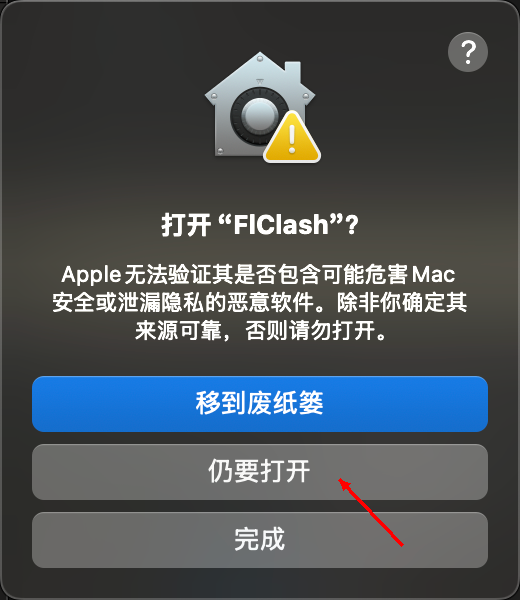 ?
打开 “FlClash”?
Apple 无法验证其是否包含可能危害 Mac
安全或泄漏隐私的恶意软件。除非你确定其
来源可靠，否则请勿打开。
移到废纸篓
仍要打开
完成